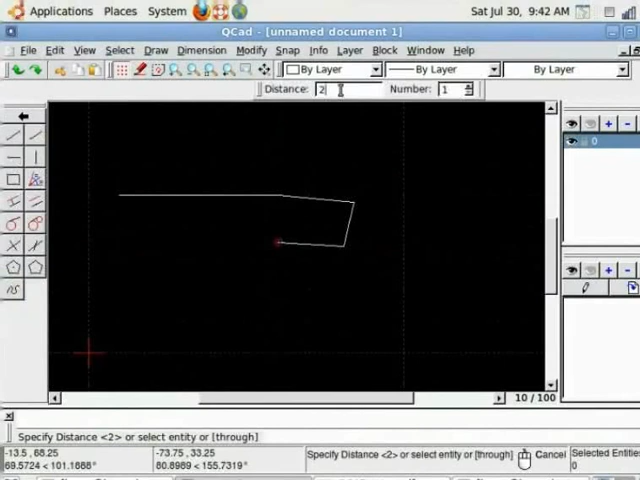 Applications Places System Sat Jul 30, 9:42 AM
QCad - [unnamed document 1]
File Edit View Select Draw Dimension Modify Snap Info Layer Block Window Help
By Layer By Layer By Layer
Distance: 2 Number: 1
0
10 / 100
Specify Distance <2> or select entity or [through]
-13.5, 68.25 -73.75, 33.25 Specify Distance <2> or select entity or [through] Cancel Selected Entities
69.5724 < 101.1888° 80.8969 < 155.7319° 0